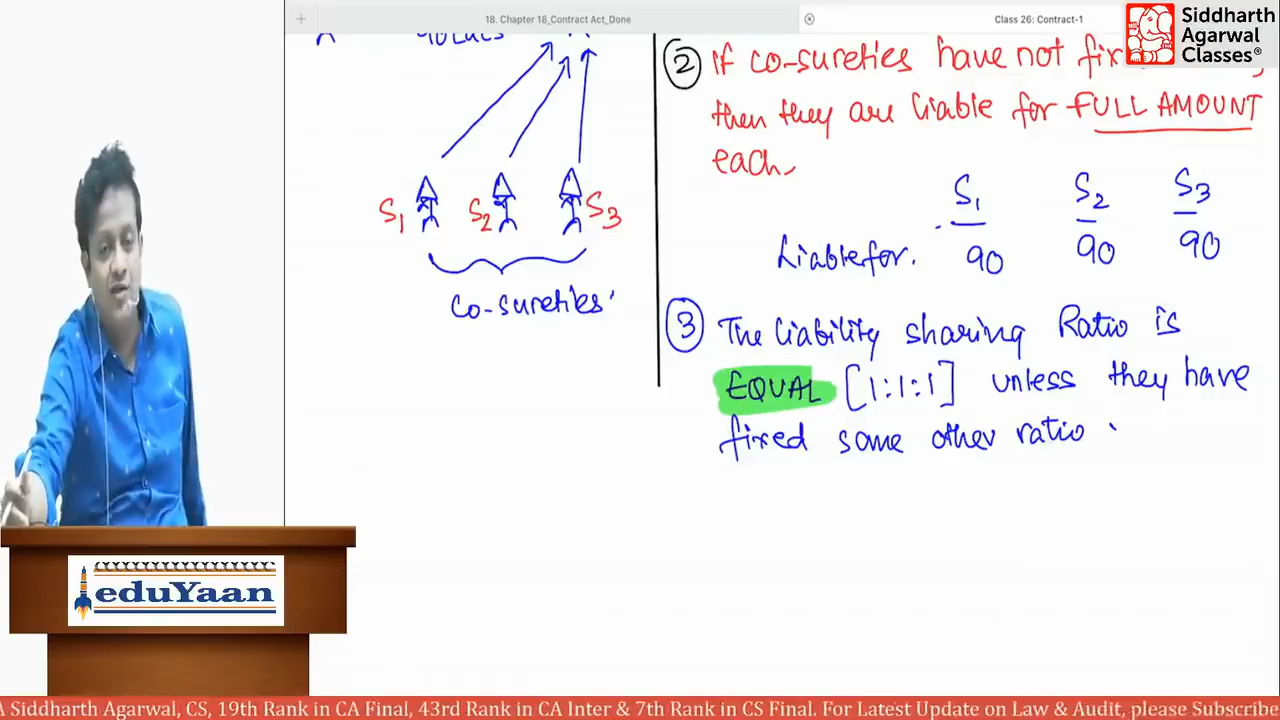 18. Chapter 18_Contract Act_Done
Class 26: Contract-1
Siddharth
Agarwal
Classes®
② If co-sureties have not
then they are liable for FULL AMOUNT
each
S1 S2 S3
Liable for. 90 90 90
S1 S2 S3
co-sureties
③ The liability sharing Ratio is
EQUAL [1:1:1] unless they have
fixed some other ratio
eduYaan
A Siddharth Agarwal, CS, 19th Rank in CA Final, 43rd Rank in CA Inter & 7th Rank in CS Final. For Latest Update on Law & Audit, please Subscribe